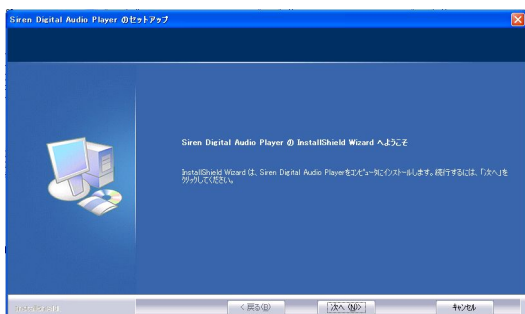 Siren Digital Audio Player のセットアップ
Siren Digital Audio Player の InstallShield Wizard へようこそ
InstallShield Wizard は、Siren Digital Audio Playerをコンピュータにインストールします。続行するには、「次へ」を
クリックしてください。
InstallShield
< 戻る(B)
次へ (N)>
キャンセル